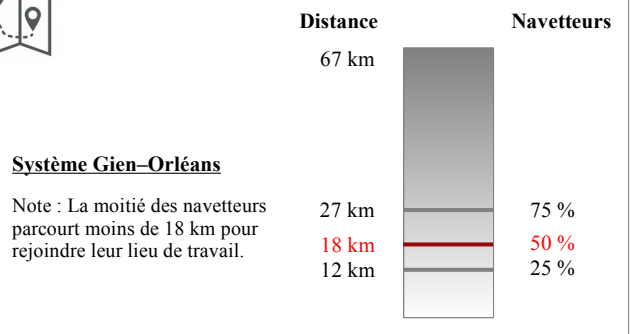 Distance Navetteurs
67 km
Système Gien–Orléans
Note : La moitié des navetteurs
parcourt moins de 18 km pour
rejoindre leur lieu de travail.
27 km 75 %
18 km 50 %
12 km 25 %